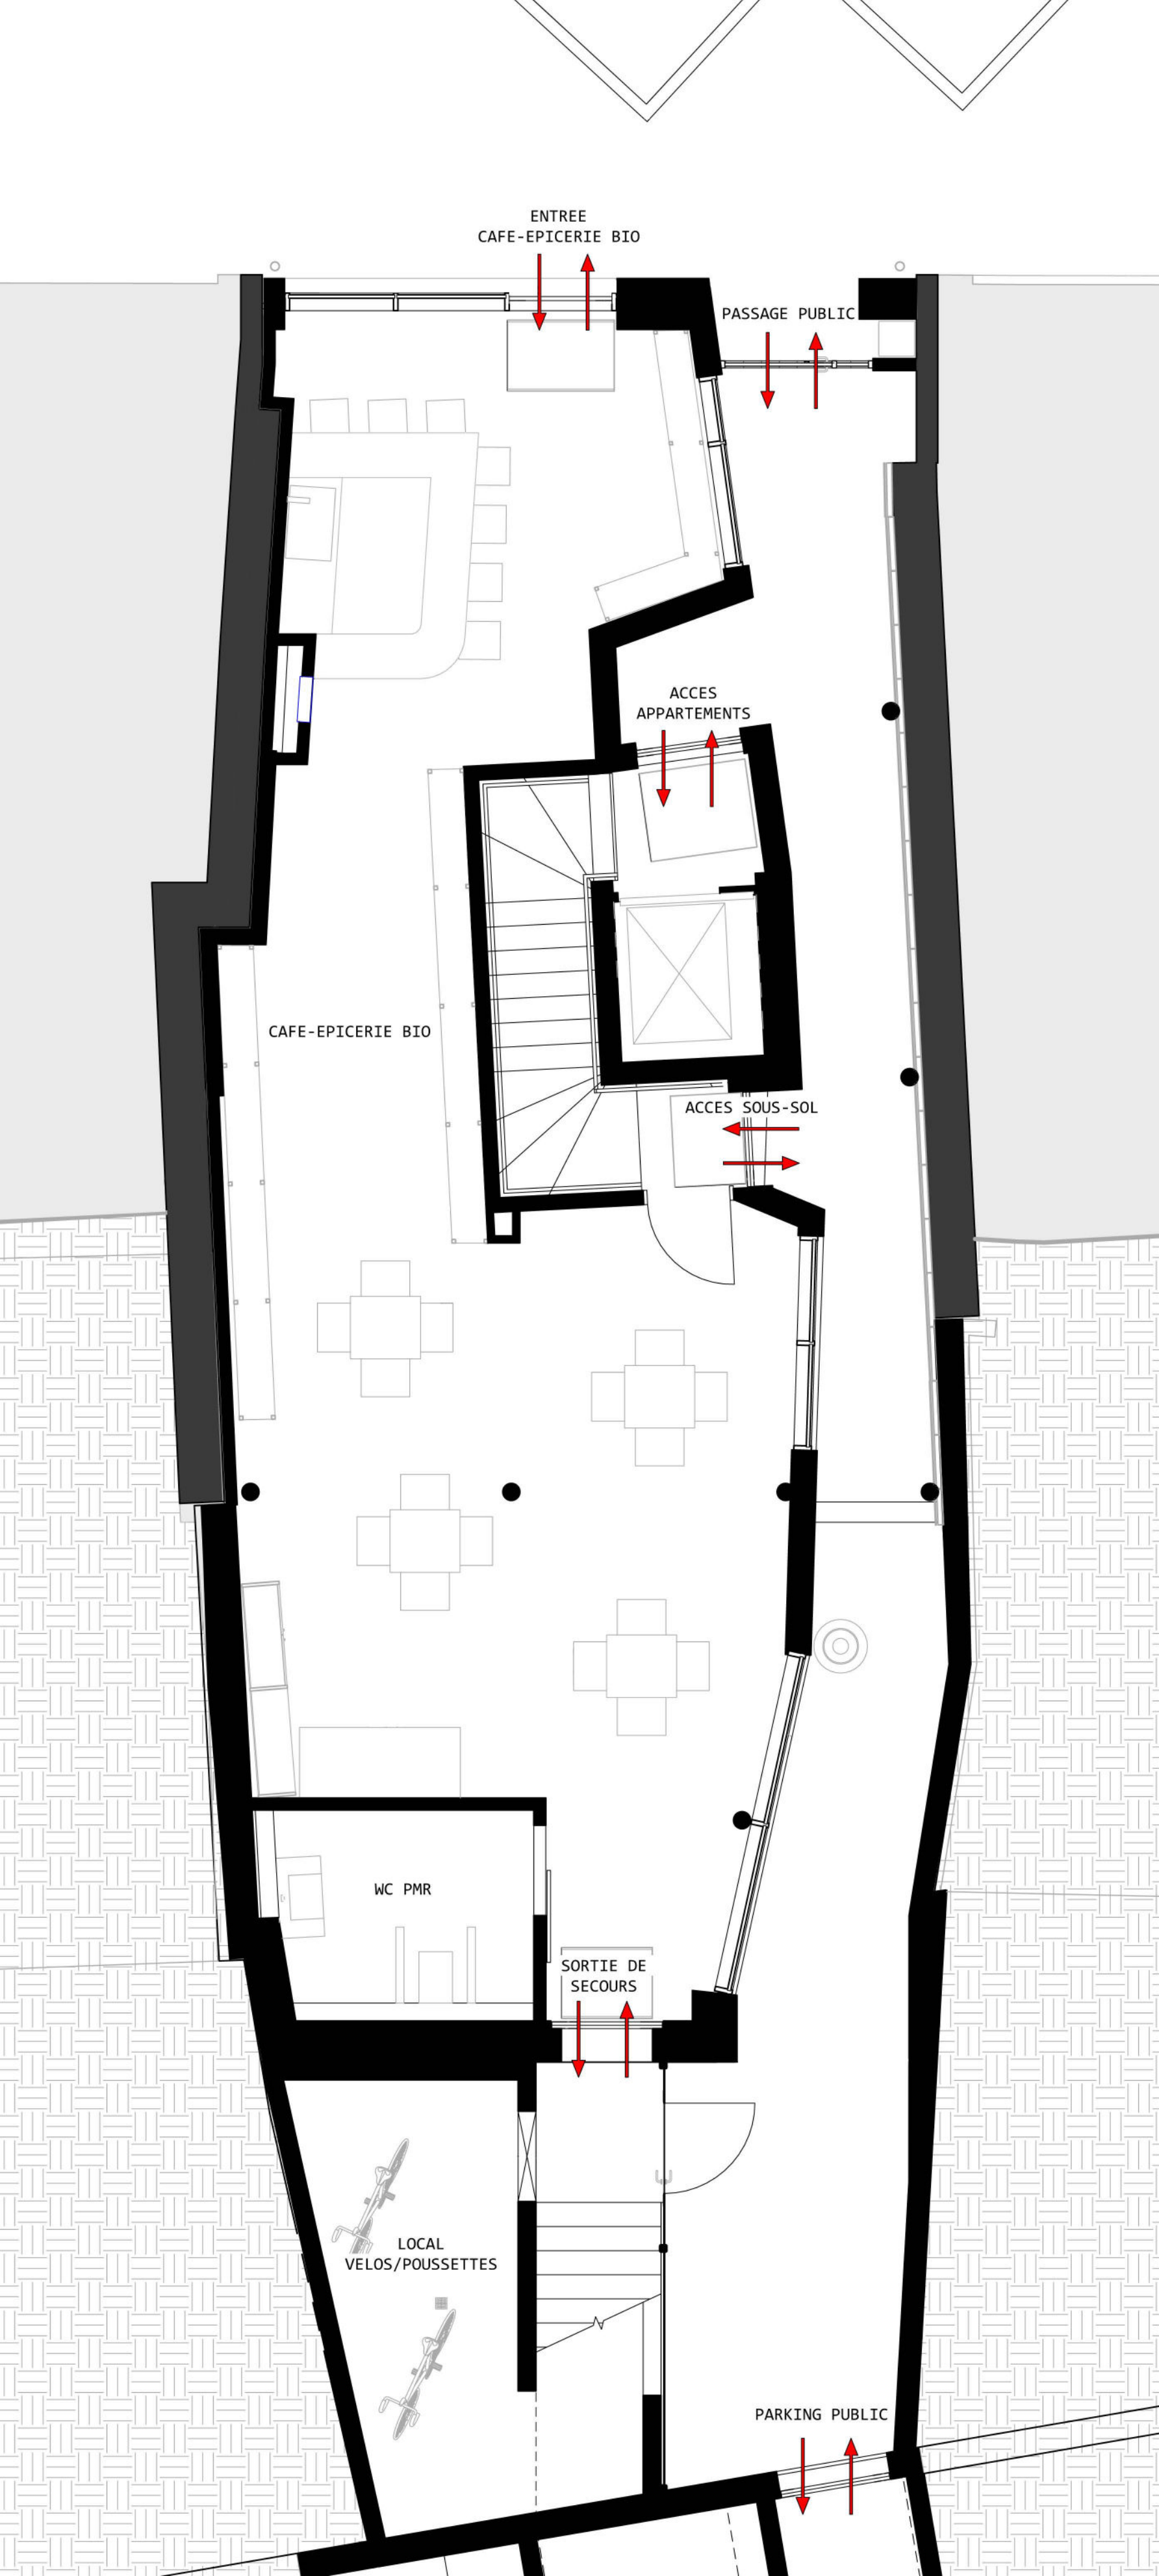 ENTREE
CAFE-EPICERIE BIO
PASSAGE PUBLIC
ACCES
APPARTEMENTS
CAFE-EPICERIE BIO
ACCES SOUS-SOL
WC PMR
SORTIE DE
SECOURS
LOCAL
VELOS/POUSSETTES
PARKING PUBLIC